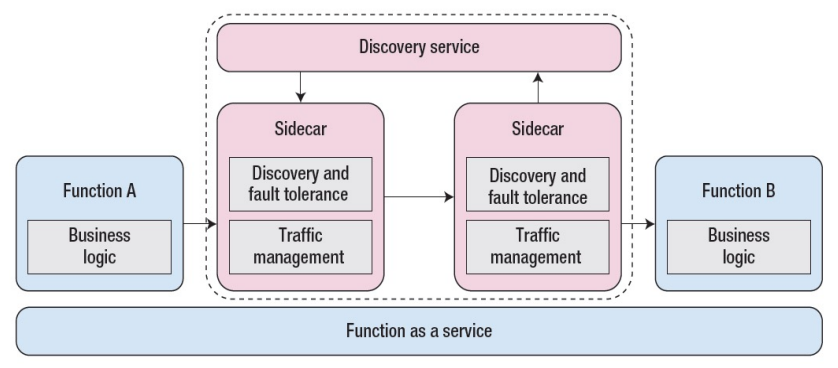 Discovery service
Sidecar
Discovery and
fault tolerance
Traffic
management
Sidecar
Discovery and
fault tolerance
Traffic
management
Function A
Business
logic
Function B
Business
logic
Function as a service